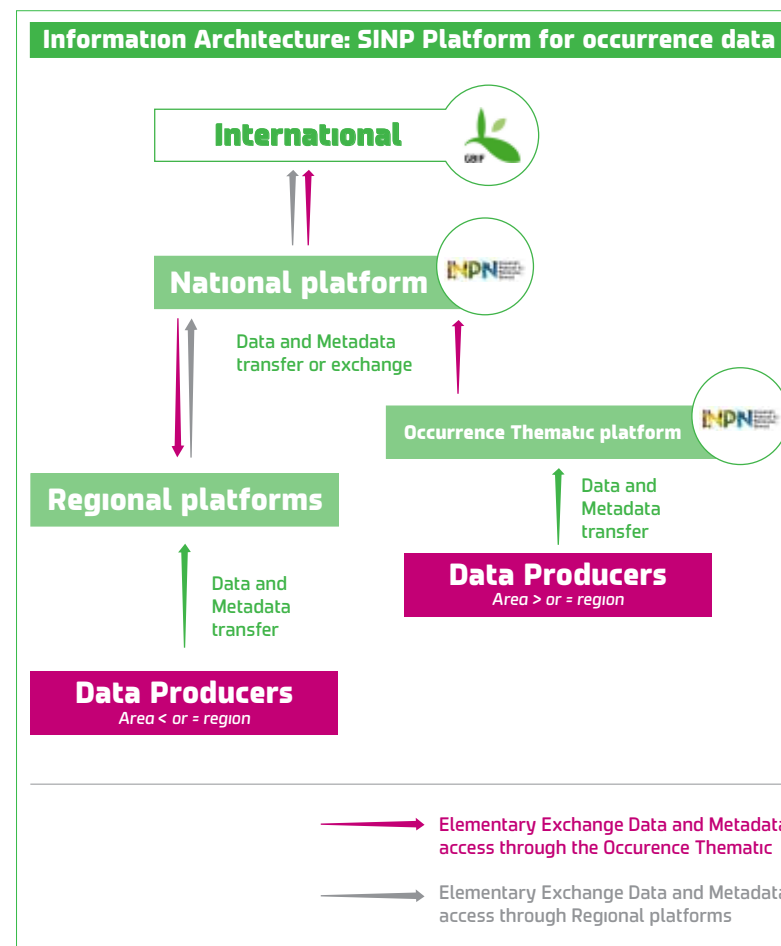 Information Architecture: SINP Platform for occurrence data
International
GBIF
National platform
INPN
Data and Metadata
transfer or exchange
Occurrence Thematic platform
INPN
Regional platforms
Data and
Metadata
transfer
Data Producers
Area > or = region
Data and
Metadata
transfer
Data Producers
Area < or = region
Elementary Exchange Data and Metadata
access through the Occurence Thematic
Elementary Exchange Data and Metadata
access through Regional platforms